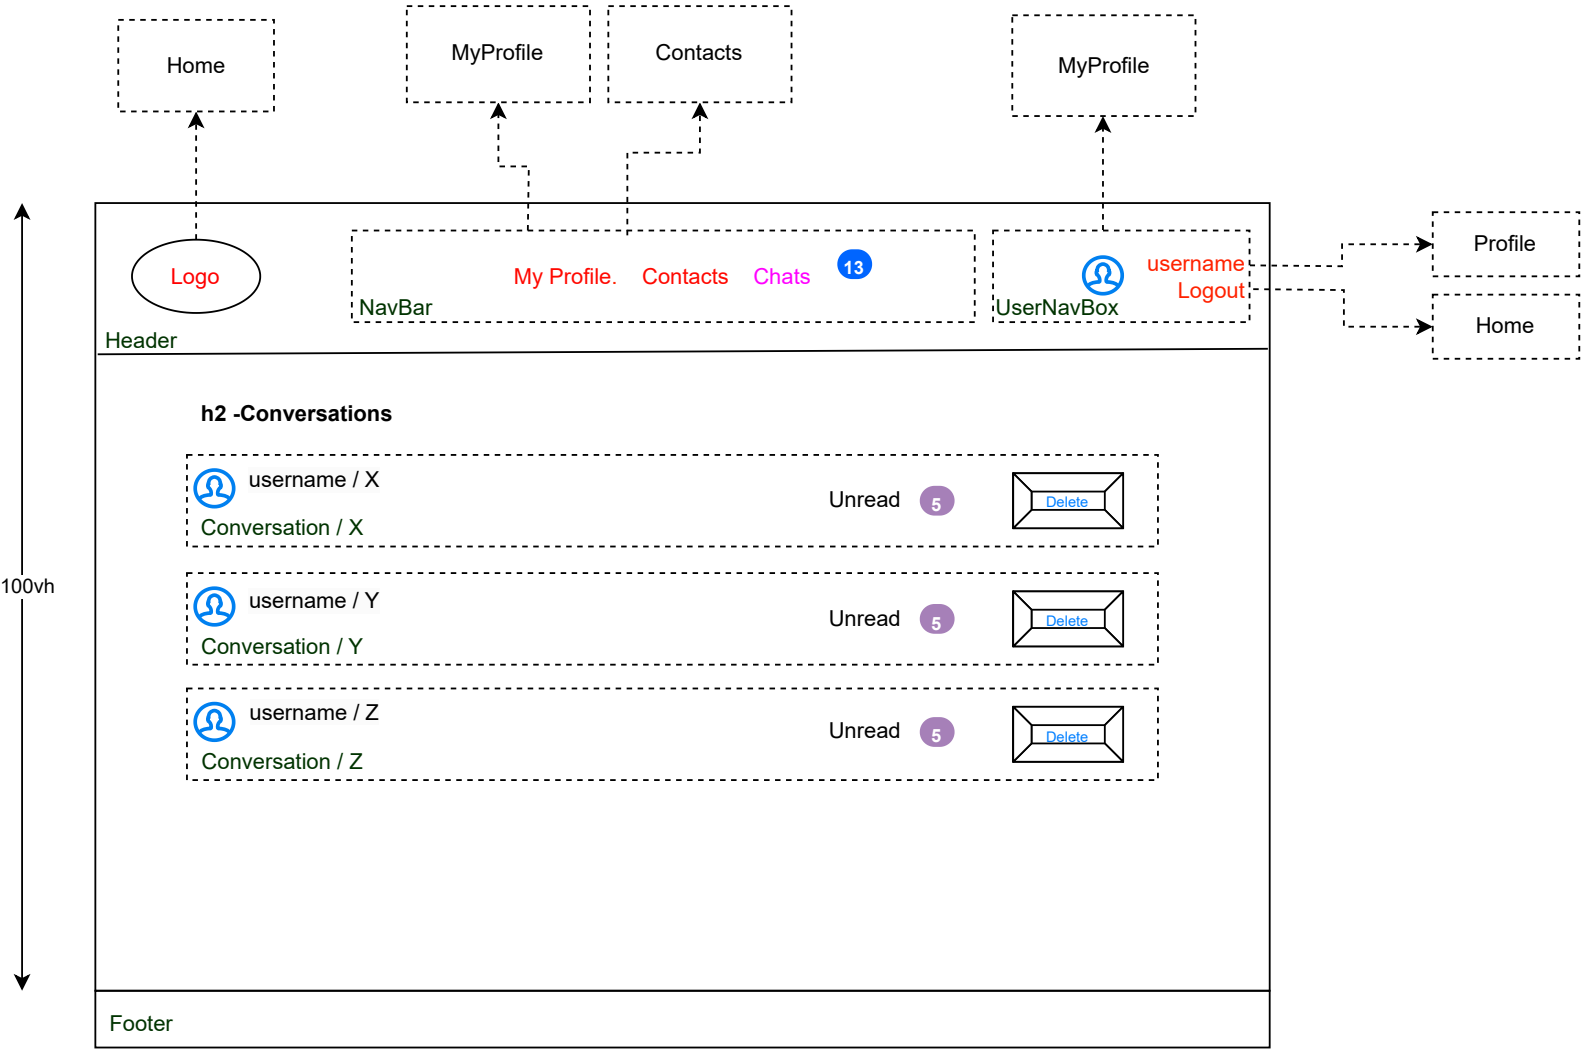 Home
MyProfile
Contacts
MyProfile
Logo
My Profile.
Contacts
Chats
13
NavBar
username
Logout
UserNavBox
Profile
Home
Header
h2 -Conversations
username / X
Conversation / X
Unread
5
Delete
100vh
username / Y
Conversation / Y
Unread
5
Delete
username / Z
Conversation / Z
Unread
5
Delete
Footer